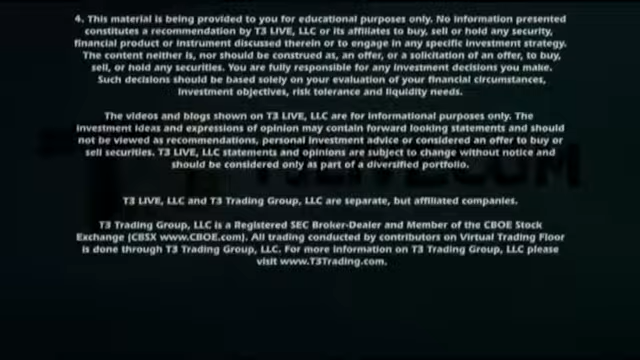 4. This material is being provided to you for educational purposes only. No information presented
constitutes a recommendation by T3 LIVE, LLC or its affiliates to buy, sell or hold any security,
financial product or instrument discussed therein or to engage in any specific investment strategy.
The content neither is, nor should be construed as, an offer, or a solicitation of an offer, to buy,
sell, or hold any securities. You are fully responsible for any investment decisions you make.
Such decisions should be based solely on your evaluation of your financial circumstances,
investment objectives, risk tolerance and liquidity needs.
The videos and blogs shown on T3 LIVE, LLC are for informational purposes only. The
investment ideas and expressions of opinion may contain forward looking statements and should
not be viewed as recommendations, personal investment advice or considered an offer to buy or
sell securities. T3 LIVE, LLC statements and opinions are subject to change without notice and
should be considered only as part of a diversified portfolio.
T3 LIVE, LLC and T3 Trading Group, LLC are separate, but affiliated companies.
T3 Trading Group, LLC is a Registered SEC Broker-Dealer and Member of the CBOE Stock
Exchange (CBSX www.CBOE.com). All trading conducted by contributors on Virtual Trading Floor
is done through T3 Trading Group, LLC. For more information on T3 Trading Group, LLC please
visit www.T3Trading.com.